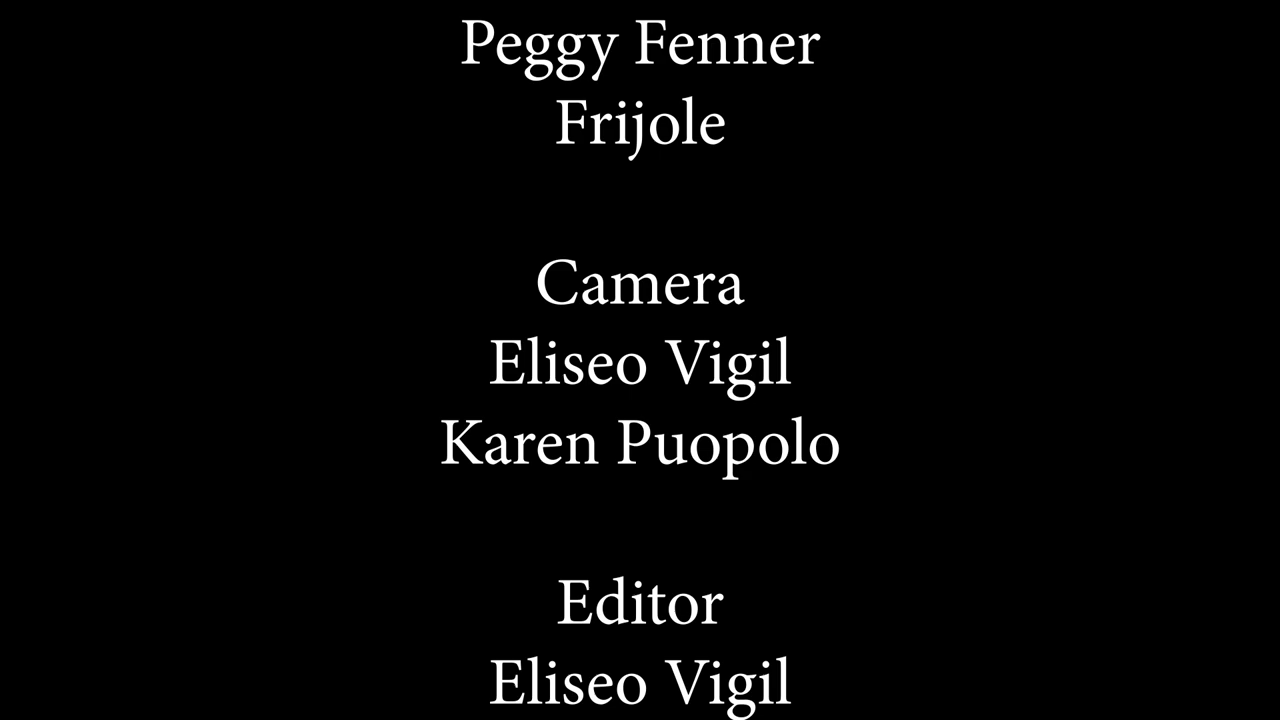 Peggy Fenner
Frijole
Camera
Eliseo Vigil
Karen Puopolo
Editor
Eliseo Vigil